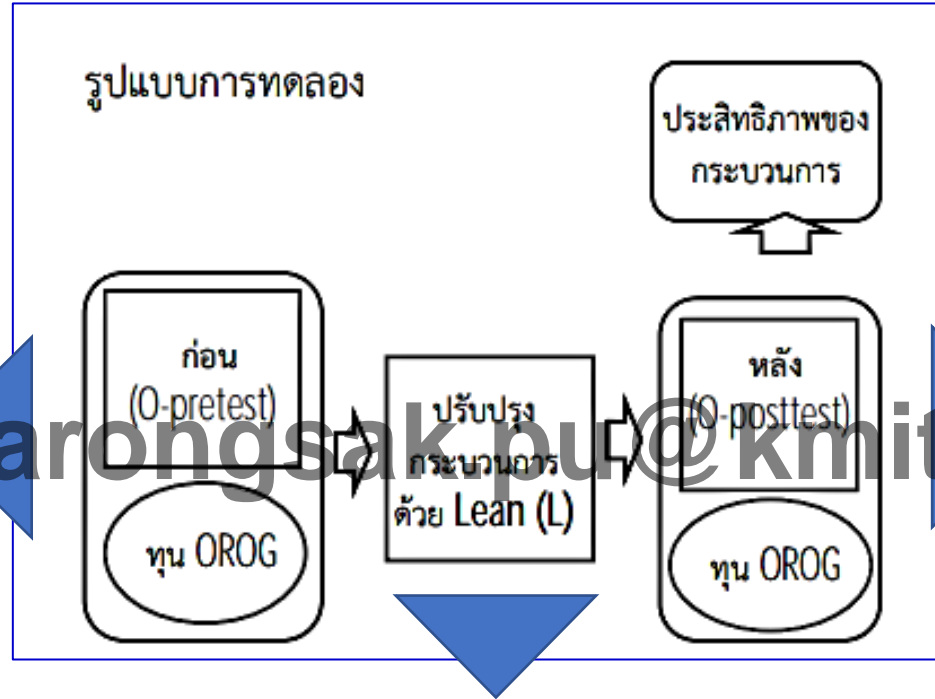 รูปแบบการทดลอง
ประสิทธิภาพของ
กระบวนการ
ก่อน
(O-pretest)
ทุน OROG
ปรับปรุง
กระบวนการ
ด้วย Lean (L)
หลัง
(O-posttest)
ทุน OROG
arongsak.pu@kmit